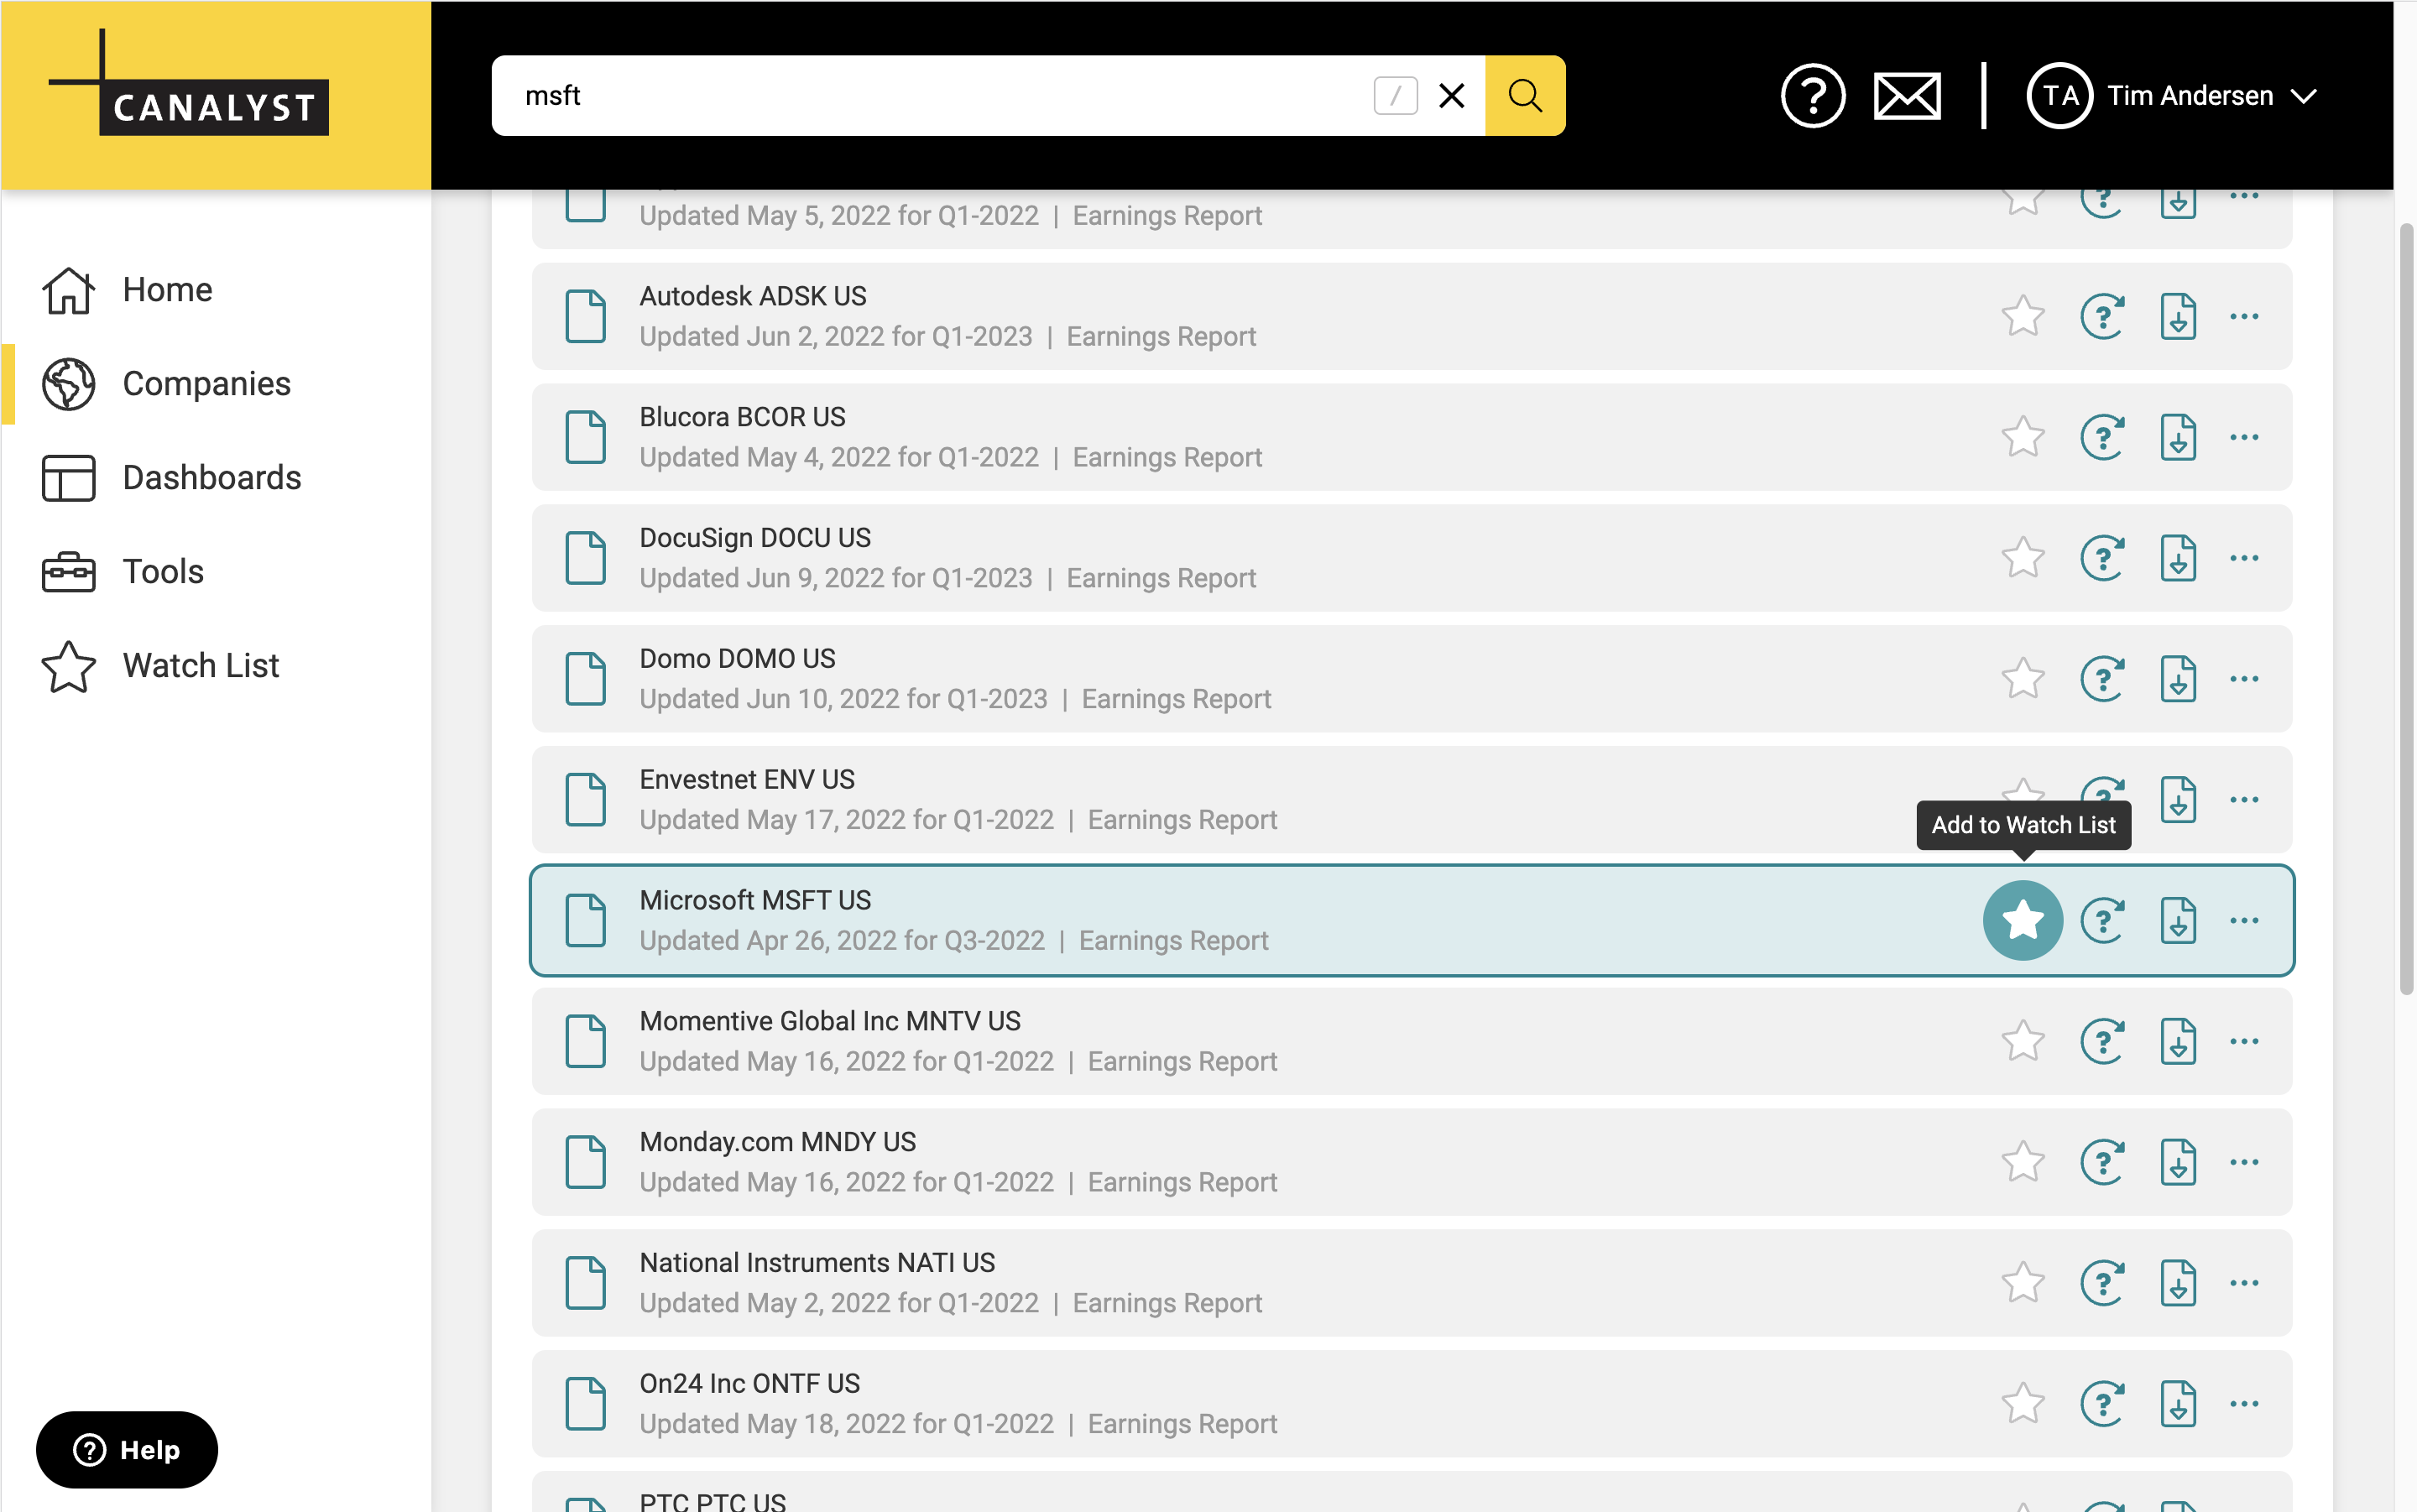 CANALYST
msft
/
TA Tim Andersen
Home
Companies
Dashboards
Tools
Watch List
Updated May 5, 2022 for Q1-2022 | Earnings Report
Autodesk ADSK US
Updated Jun 2, 2022 for Q1-2023 | Earnings Report
Blucora BCOR US
Updated May 4, 2022 for Q1-2022 | Earnings Report
DocuSign DOCU US
Updated Jun 9, 2022 for Q1-2023 | Earnings Report
Domo DOMO US
Updated Jun 10, 2022 for Q1-2023 | Earnings Report
Envestnet ENV US
Updated May 17, 2022 for Q1-2022 | Earnings Report
Add to Watch List
Microsoft MSFT US
Updated Apr 26, 2022 for Q3-2022 | Earnings Report
Momentive Global Inc MNTV US
Updated May 16, 2022 for Q1-2022 | Earnings Report
Monday.com MNDY US
Updated May 16, 2022 for Q1-2022 | Earnings Report
National Instruments NATI US
Updated May 2, 2022 for Q1-2022 | Earnings Report
On24 Inc ONTF US
Updated May 18, 2022 for Q1-2022 | Earnings Report
PTC PTC US
Help